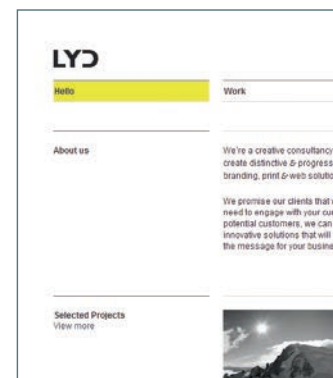 LYD
Hello
Work
About us
We're a creative consultancy
create distinctive & progress
branding, print & web solutio
We promise our clients that
need to engage with your
potential customers, we can
innovative solutions that will
the message for your busine
Selected Projects
View more